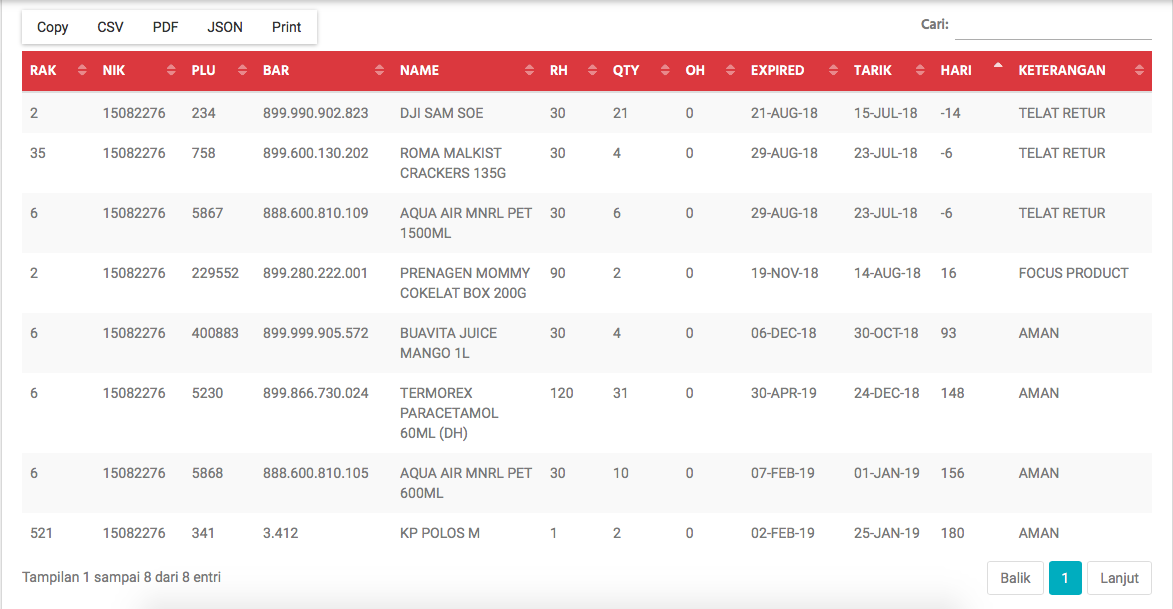 Copy CSV PDF JSON Print Cari:
RAK NIK PLU BAR NAME RH QTY OH EXPIRED TARIK HARI KETERANGAN
2 15082276 234 899.990.902.823 DJI SAM SOE 30 21 0 21-AUG-18 15-JUL-18 -14 TELAT RETUR
35 15082276 758 899.600.130.202 ROMA MALKIST 30 4 0 29-AUG-18 23-JUL-18 -6 TELAT RETUR
CRACKERS 135G
6 15082276 5867 888.600.810.109 AQUA AIR MNRL PET 30 6 0 29-AUG-18 23-JUL-18 -6 TELAT RETUR
1500ML
2 15082276 229552 899.280.222.001 PRENAGEN MOMMY 90 2 0 19-NOV-18 14-AUG-18 16 FOCUS PRODUCT
COKELAT BOX 200G
6 15082276 400883 899.999.905.572 BUAVITA JUICE 30 4 0 06-DEC-18 30-OCT-18 93 AMAN
MANGO 1L
6 15082276 5230 899.866.730.024 TERMOREX 120 31 0 30-APR-19 24-DEC-18 148 AMAN
PARACETAMOL
60ML (DH)
6 15082276 5868 888.600.810.105 AQUA AIR MNRL PET 30 10 0 07-FEB-19 01-JAN-19 156 AMAN
600ML
521 15082276 341 3.412 KP POLOS M 1 2 0 02-FEB-19 25-JAN-19 180 AMAN
Tampilan 1 sampai 8 dari 8 entri Balik 1 Lanjut